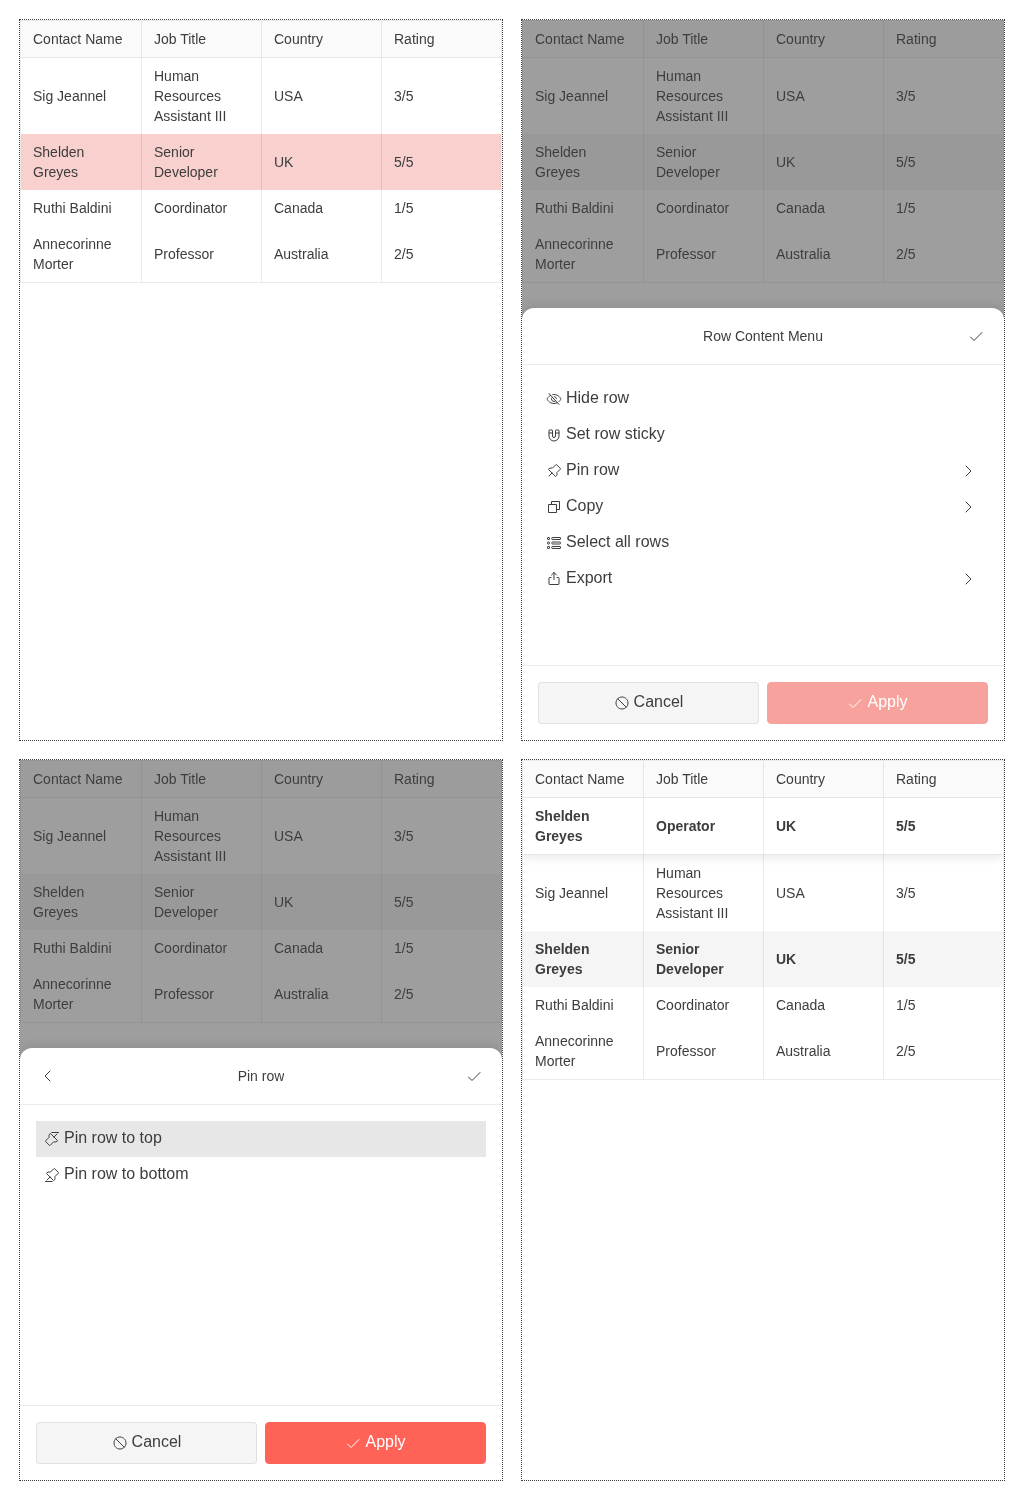 Contact Name Job Title Country Rating
Sig Jeannel Human Resources Assistant III USA 3/5
Shelden Greyes Senior Developer UK 5/5
Ruthi Baldini Coordinator Canada 1/5
Annecorinne Morter Professor Australia 2/5
Contact Name Job Title Country Rating
Sig Jeannel Human Resources Assistant III USA 3/5
Shelden Greyes Senior Developer UK 5/5
Ruthi Baldini Coordinator Canada 1/5
Annecorinne Morter Professor Australia 2/5
Row Content Menu
Hide row
Set row sticky
Pin row
Copy
Select all rows
Export
Cancel Apply
Contact Name Job Title Country Rating
Sig Jeannel Human Resources Assistant III USA 3/5
Shelden Greyes Senior Developer UK 5/5
Ruthi Baldini Coordinator Canada 1/5
Annecorinne Morter Professor Australia 2/5
Pin row
Pin row to top
Pin row to bottom
Cancel Apply
Contact Name Job Title Country Rating
Shelden Greyes Operator UK 5/5
Sig Jeannel Human Resources Assistant III USA 3/5
Shelden Greyes Senior Developer UK 5/5
Ruthi Baldini Coordinator Canada 1/5
Annecorinne Morter Professor Australia 2/5